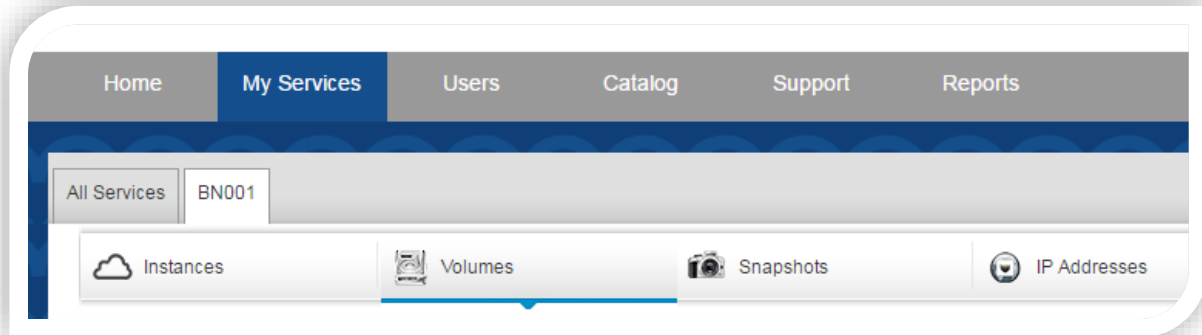 Home My Services Users Catalog Support Reports
All Services BN001
Instances Volumes Snapshots IP Addresses